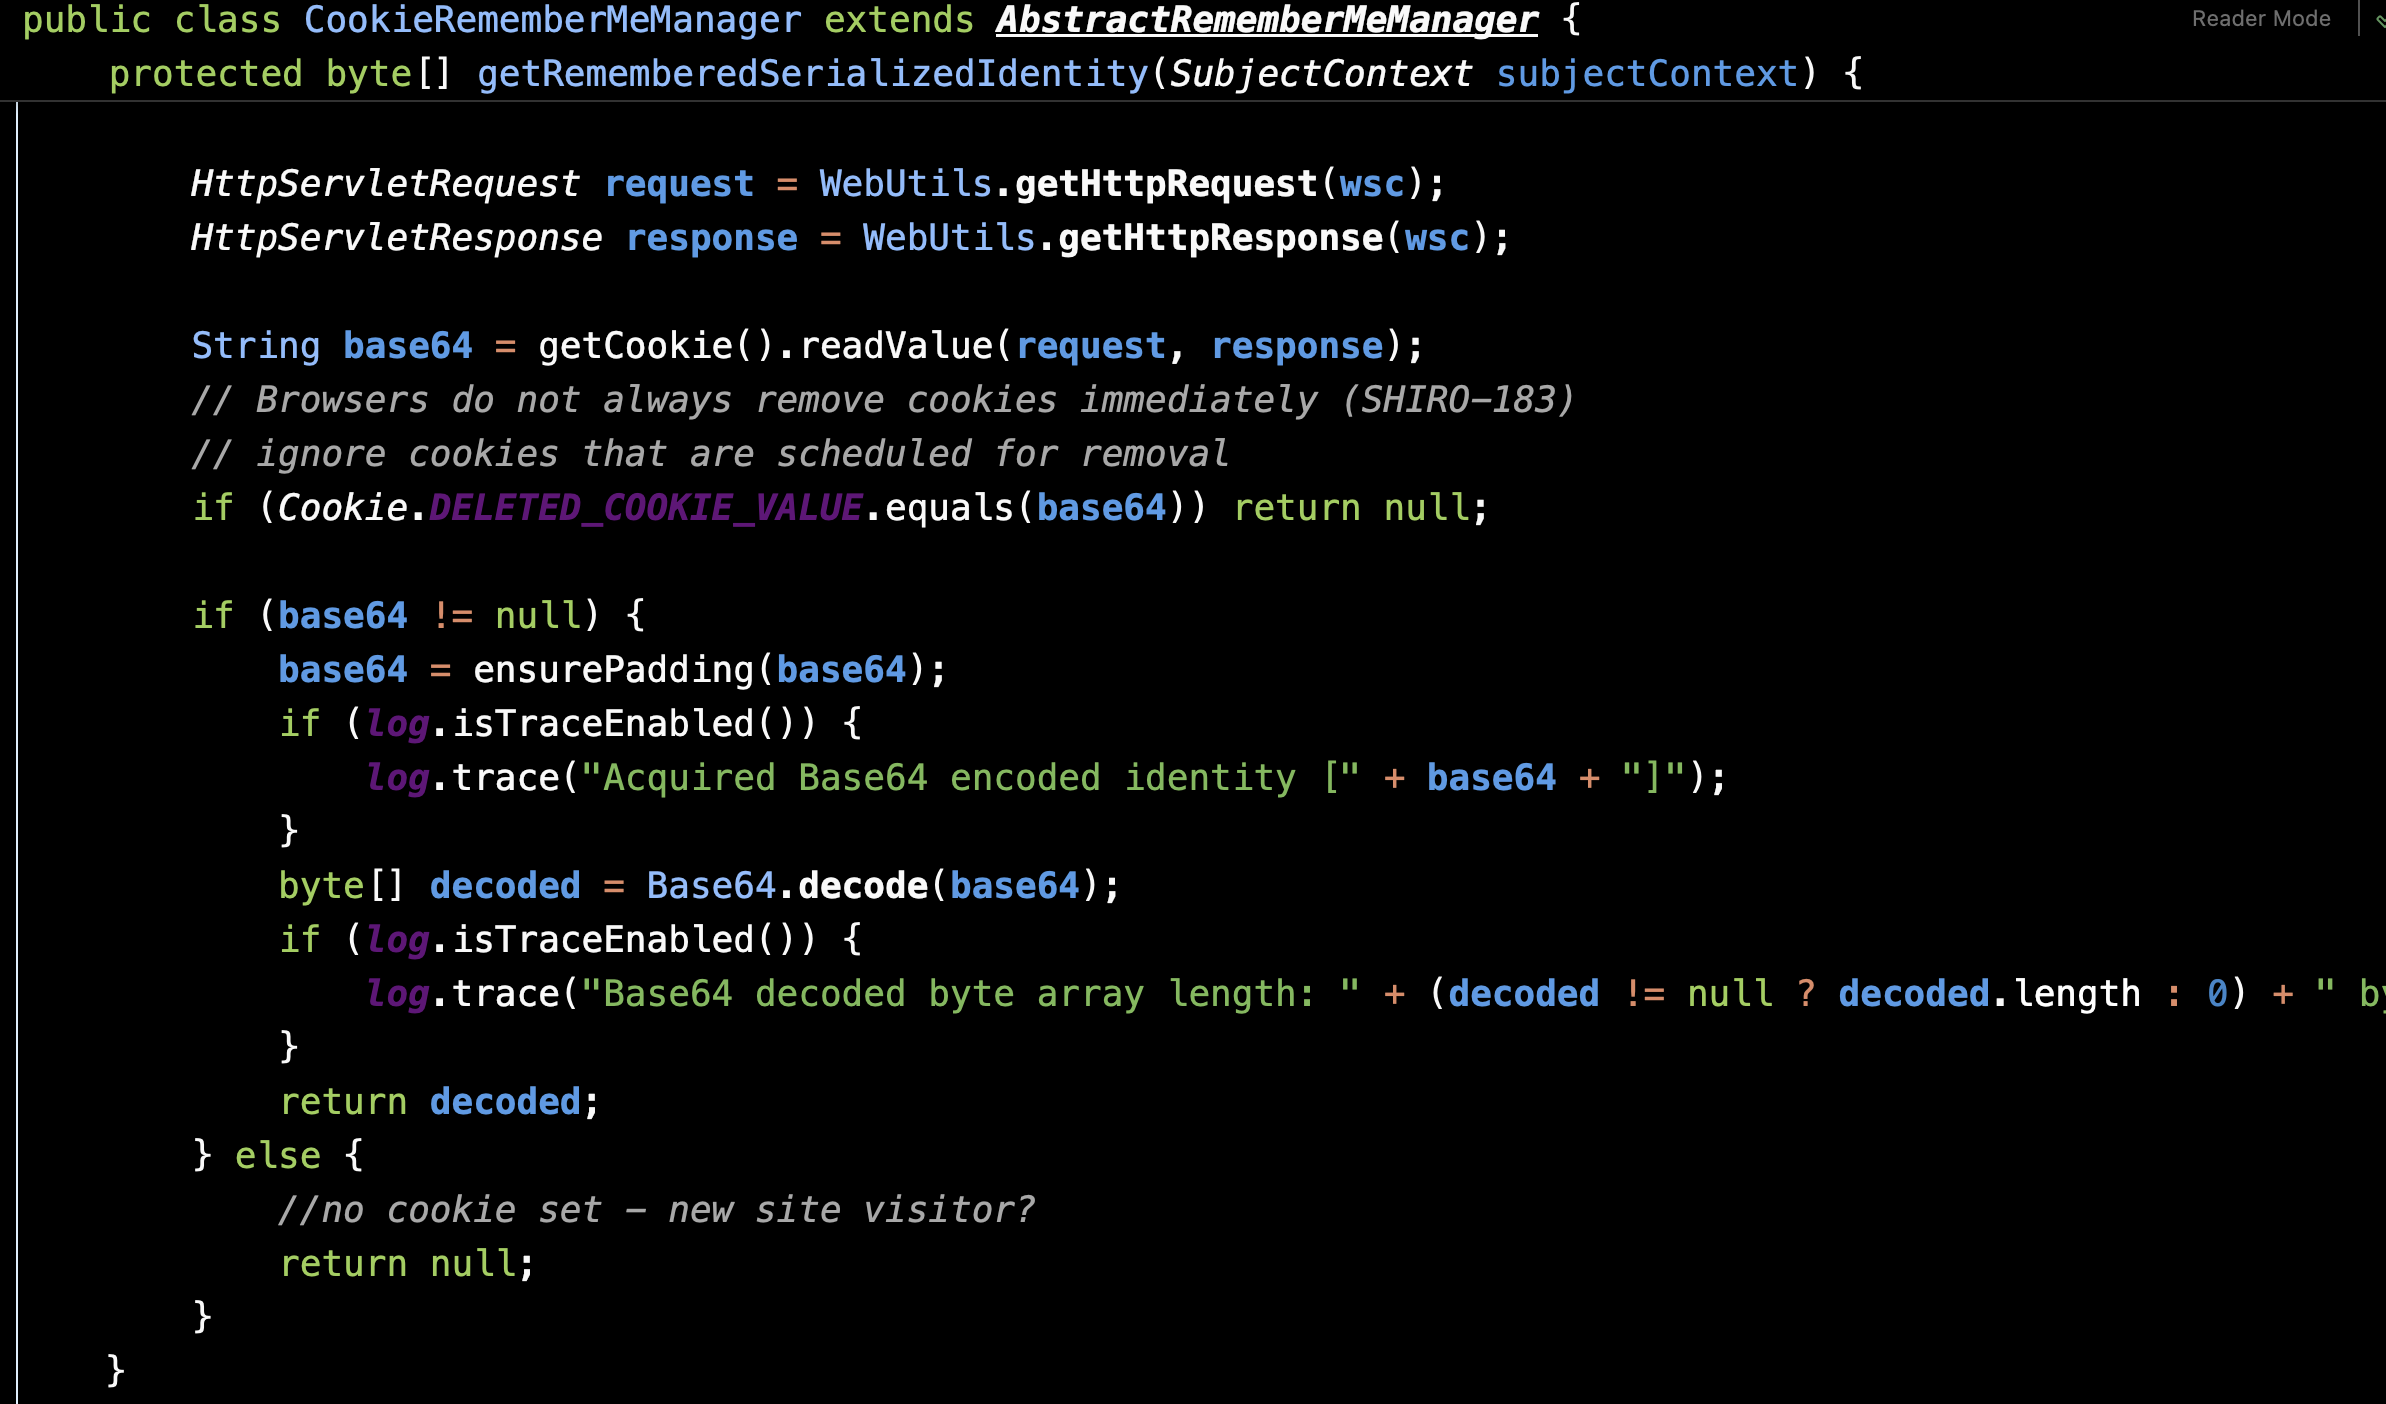 public class CookieRememberMeManager extends AbstractRememberMeManager {
Reader Mode
protected byte[] getRememberedSerializedIdentity(SubjectContext subjectContext) {
HttpServletRequest request = WebUtils.getHttpRequest(wsc);
HttpServletResponse response = WebUtils.getHttpResponse(wsc);
String base64 = getCookie().readValue(request, response);
// Browsers do not always remove cookies immediately (SHIRO-183)
// ignore cookies that are scheduled for removal
if (Cookie.DELETED_COOKIE_VALUE.equals(base64)) return null;
if (base64 != null) {
base64 = ensurePadding(base64);
if (log.isTraceEnabled()) {
log.trace("Acquired Base64 encoded identity [" + base64 + "]");
}
byte[] decoded = Base64.decode(base64);
if (log.isTraceEnabled()) {
log.trace("Base64 decoded byte array length: " + (decoded != null ? decoded.length : 0) + "
}
return decoded;
} else {
//no cookie set - new site visitor?
return null;
}
}